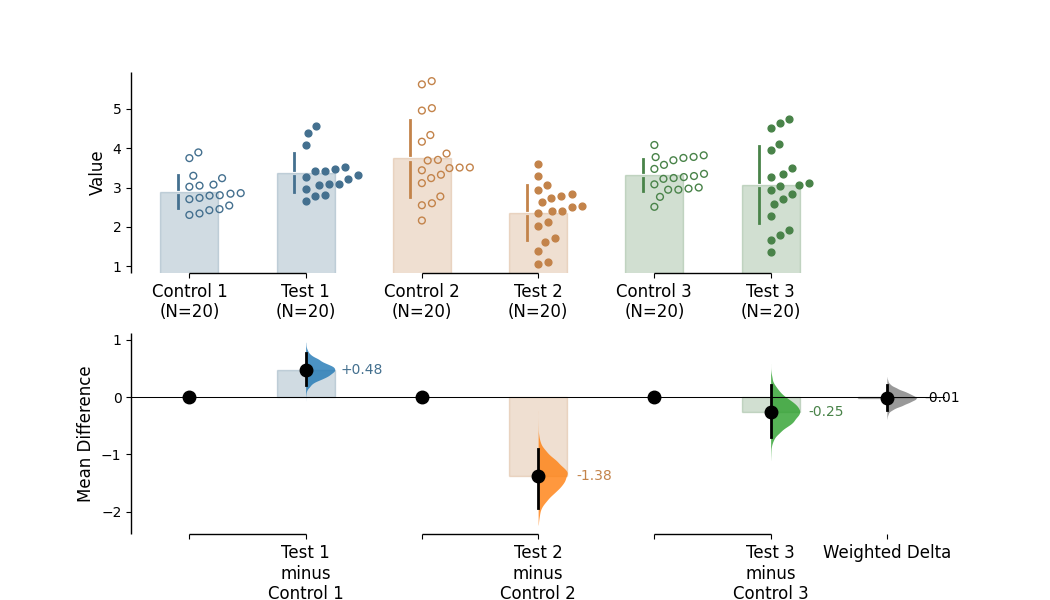 Value
5
4
3
2
1
Control 1
(N=20)
Test 1
(N=20)
Control 2
(N=20)
Test 2
(N=20)
Control 3
(N=20)
Test 3
(N=20)
Mean Difference
1
0
−1
−2
+0.48
-1.38
-0.25
-0.01
Test 1
minus
Control 1
Test 2
minus
Control 2
Test 3
minus
Control 3
Weighted Delta